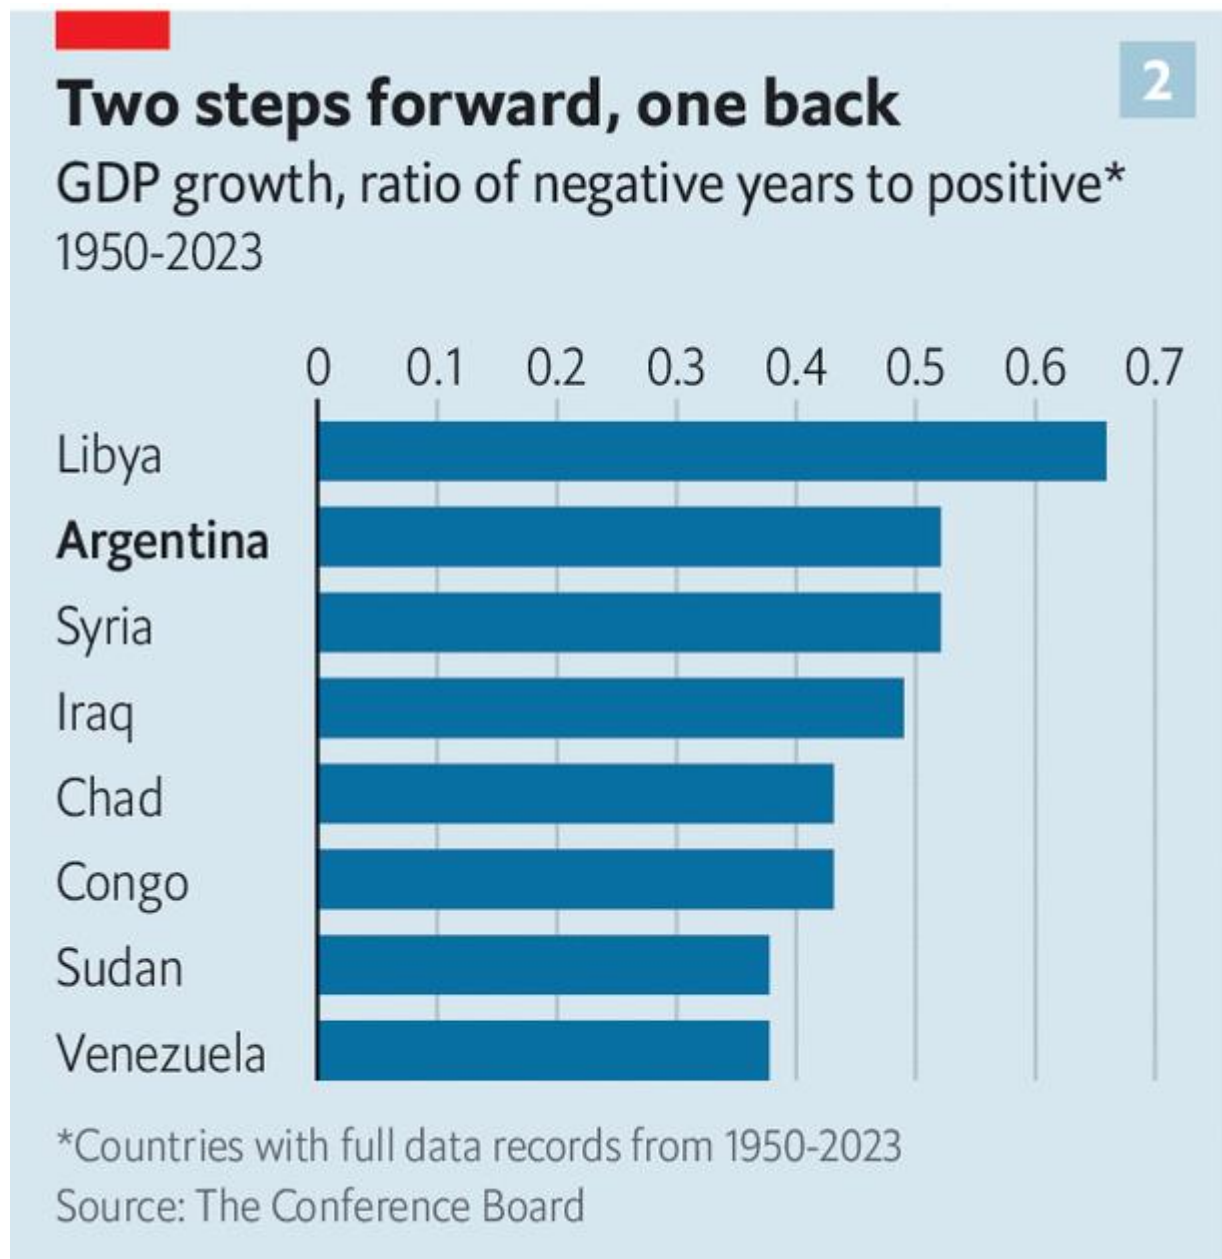 2
Two steps forward, one back
GDP growth, ratio of negative years to positive*
1950-2023
0 0.1 0.2 0.3 0.4 0.5 0.6 0.7
Libya
Argentina
Syria
Iraq
Chad
Congo
Sudan
Venezuela
*Countries with full data records from 1950-2023
Source: The Conference Board